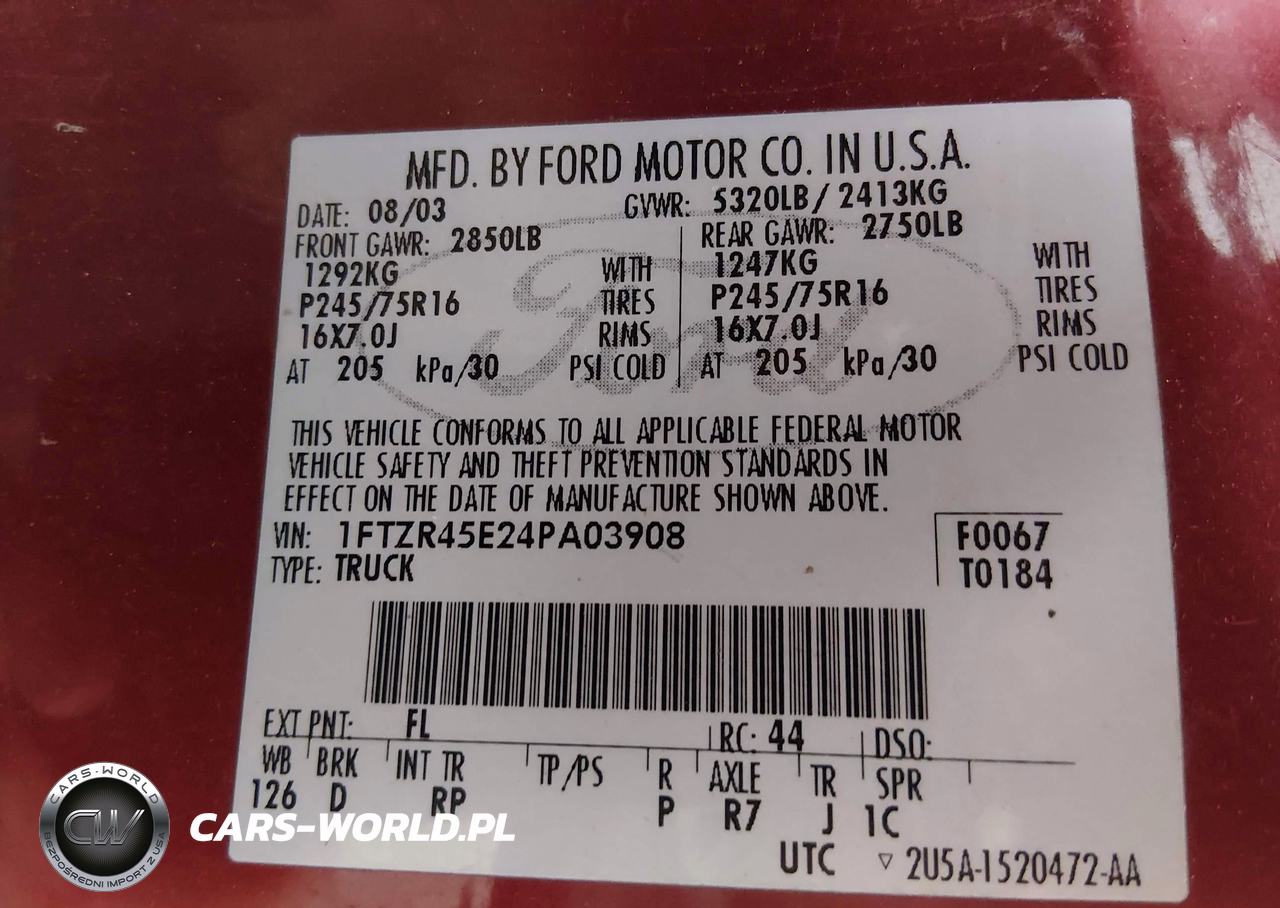 MFD. BY FORD MOTOR CO. IN U.S.A.
DATE: 08/03 GVWR: 5320LB/ 2413KG
FRONT GAWR: 2850LB REAR GAWR: 2750LB
1292KG WITH 1247KG WITH
P245/75R16 TIRES P245/75R16 TIRES
16X7.0J RIMS 16X7.0J RIMS
AT 205 kPa/30 PSI COLD AT 205 kPa/30 PSI COLD
Ford
THIS VEHICLE CONFORMS TO ALL APPLICABLE FEDERAL MOTOR
VEHICLE SAFETY AND THEFT PREVENTION STANDARDS IN
EFFECT ON THE DATE OF MANUFACTURE SHOWN ABOVE.
VIN: 1FTZR45E24PA03908 F0067
TYPE: TRUCK T0184
EXT PNT: FL RC: 44 DSO:
WB BRK INT TR TP/PS R AXLE TR SPR
126 D RP P R7 J 1C
UTC ▽ 2U5A-1520472-AA
CARS-WORLD
CW
BEZPOŚREDNI IMPORT Z USA
CARS-WORLD.PL